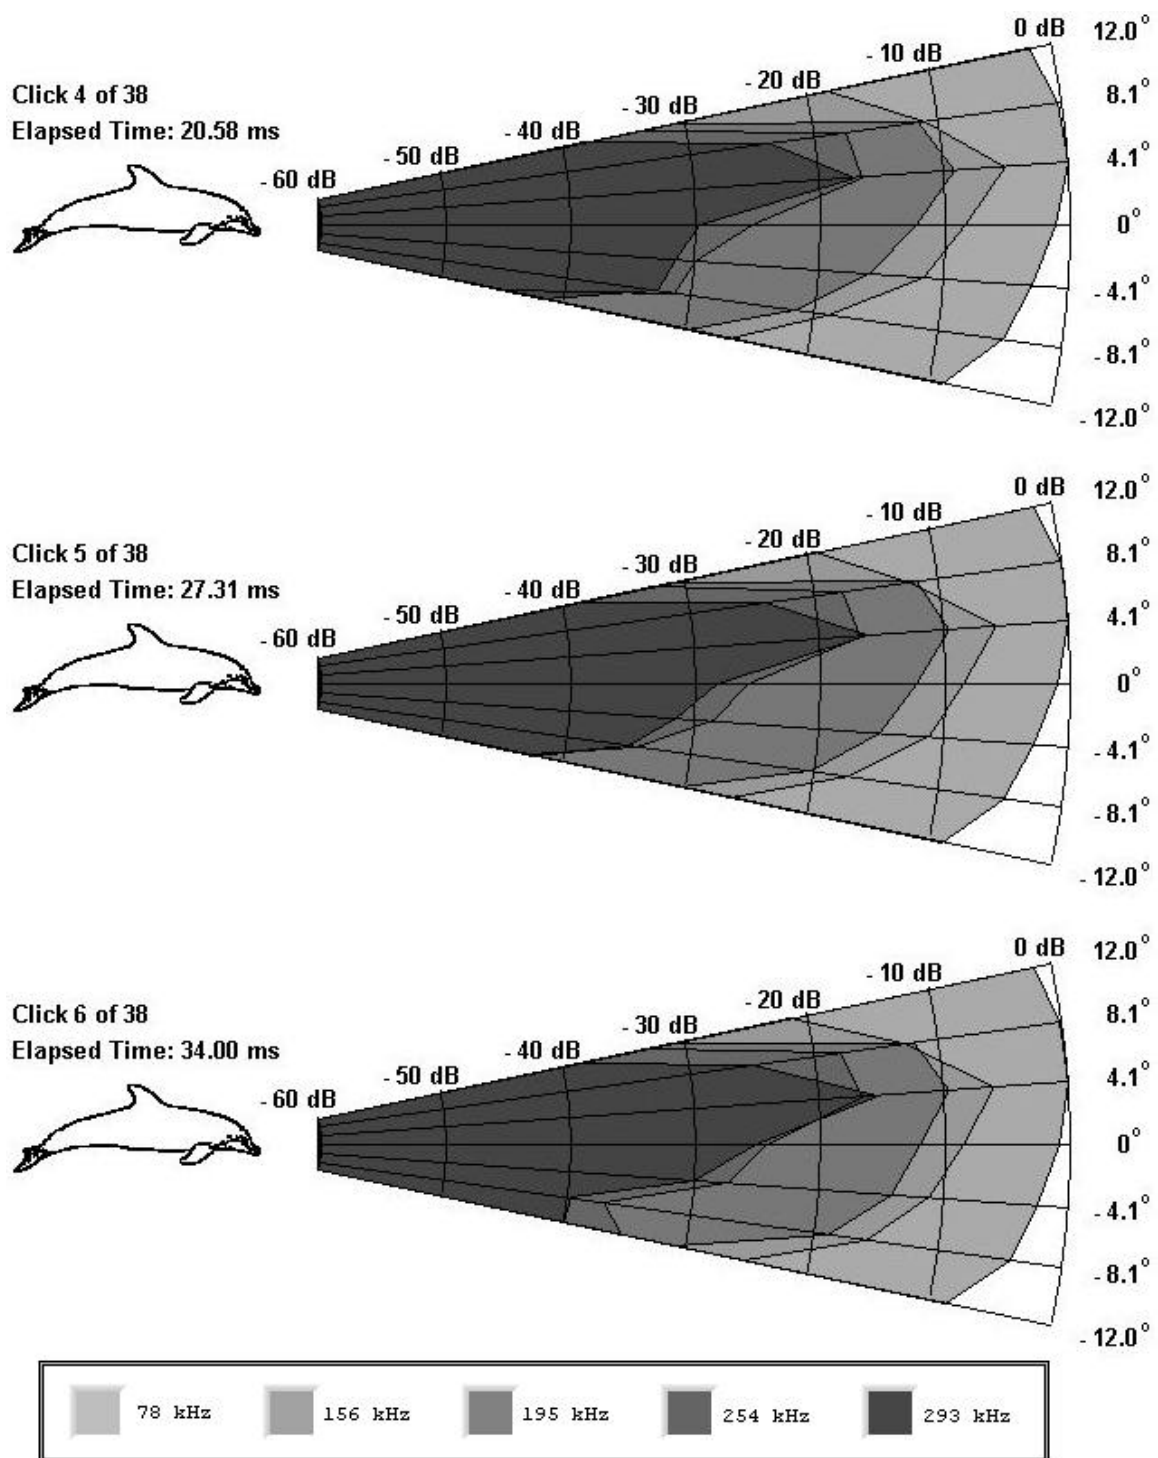 Click 4 of 38
Elapsed Time: 20.58 ms
- 60 dB
- 50 dB
- 40 dB
- 30 dB
- 20 dB
- 10 dB
0 dB
12.0°
8.1°
4.1°
0°
- 4.1°
- 8.1°
- 12.0°
Click 5 of 38
Elapsed Time: 27.31 ms
- 60 dB
- 50 dB
- 40 dB
- 30 dB
- 20 dB
- 10 dB
0 dB
12.0°
8.1°
4.1°
0°
- 4.1°
- 8.1°
- 12.0°
Click 6 of 38
Elapsed Time: 34.00 ms
- 60 dB
- 50 dB
- 40 dB
- 30 dB
- 20 dB
- 10 dB
0 dB
12.0°
8.1°
4.1°
0°
- 4.1°
- 8.1°
- 12.0°
78 kHz
156 kHz
195 kHz
254 kHz
293 kHz